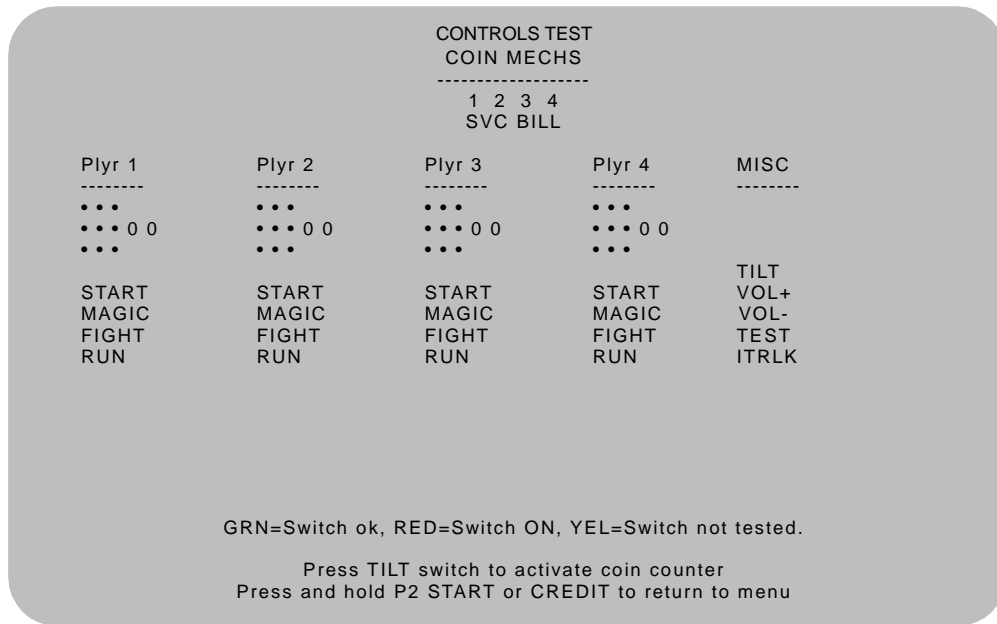 CONTROLS TEST
COIN MECHS
-------------------
1 2 3 4
SVC BILL
Plyr 1 Plyr 2 Plyr 3 Plyr 4 MISC
-------- -------- -------- -------- --------
• • • • • • • • • • • •
• • • 0 0 • • • 0 0 • • • 0 0 • • • 0 0
• • • • • • • • • • • •
TILT
START START START START VOL+
MAGIC MAGIC MAGIC MAGIC VOL-
FIGHT FIGHT FIGHT FIGHT TEST
RUN RUN RUN RUN ITRLK
GRN=Switch ok, RED=Switch ON, YEL=Switch not tested.
Press TILT switch to activate coin counter
Press and hold P2 START or CREDIT to return to menu